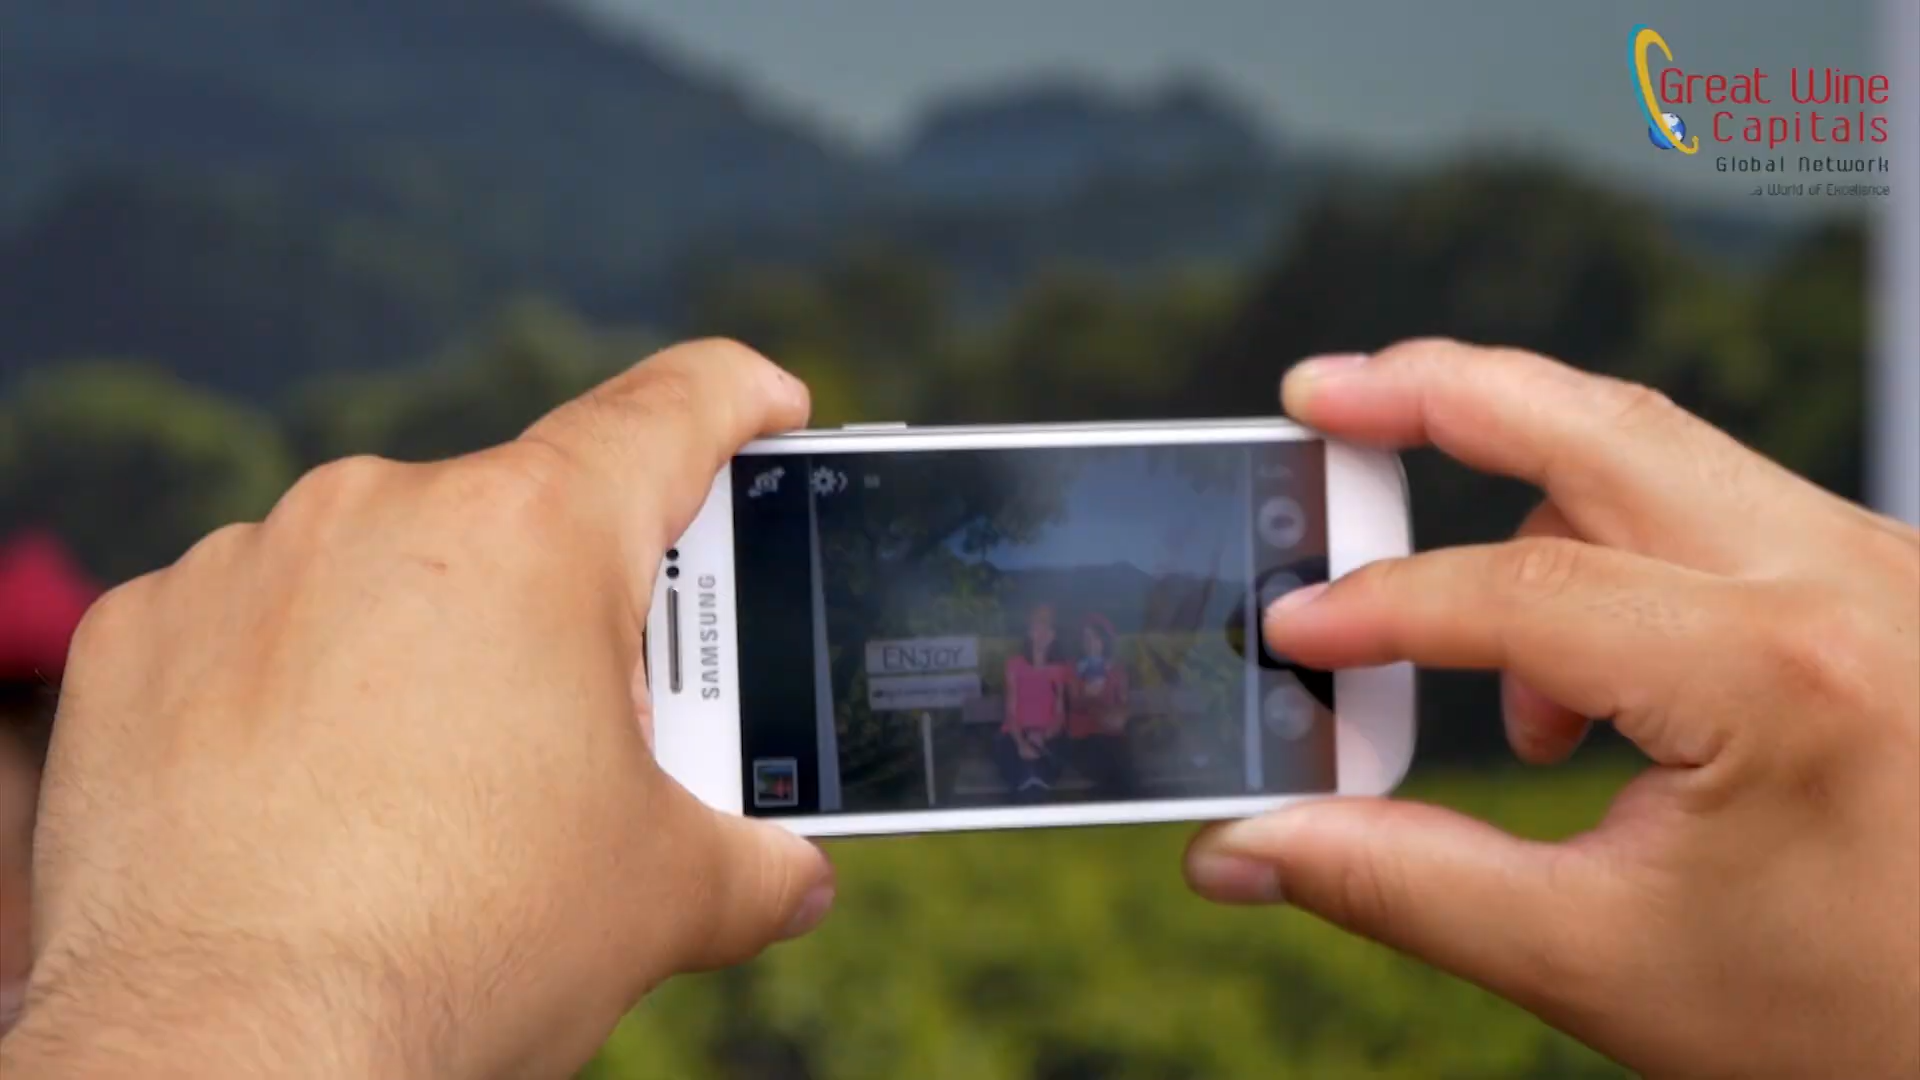 Great Wine
Capitals
Global Network
...a World of Excellence
SAMSUNG
ENJOY